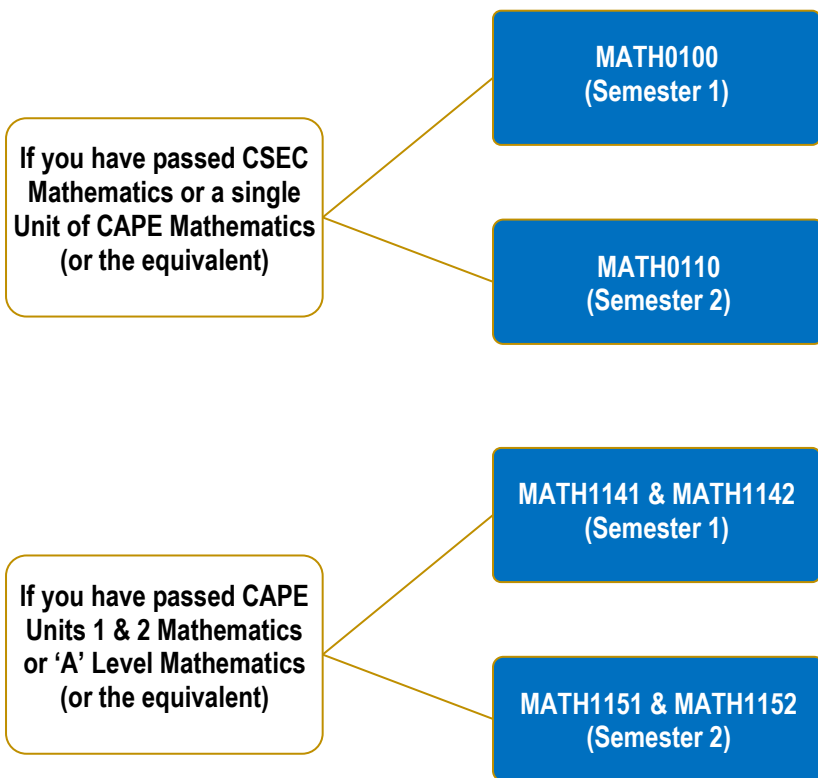 If you have passed CSEC
Mathematics or a single
Unit of CAPE Mathematics
(or the equivalent)
MATH0100
(Semester 1)
MATH0110
(Semester 2)
If you have passed CAPE
Units 1 & 2 Mathematics
or ‘A’ Level Mathematics
(or the equivalent)
MATH1141 & MATH1142
(Semester 1)
MATH1151 & MATH1152
(Semester 2)